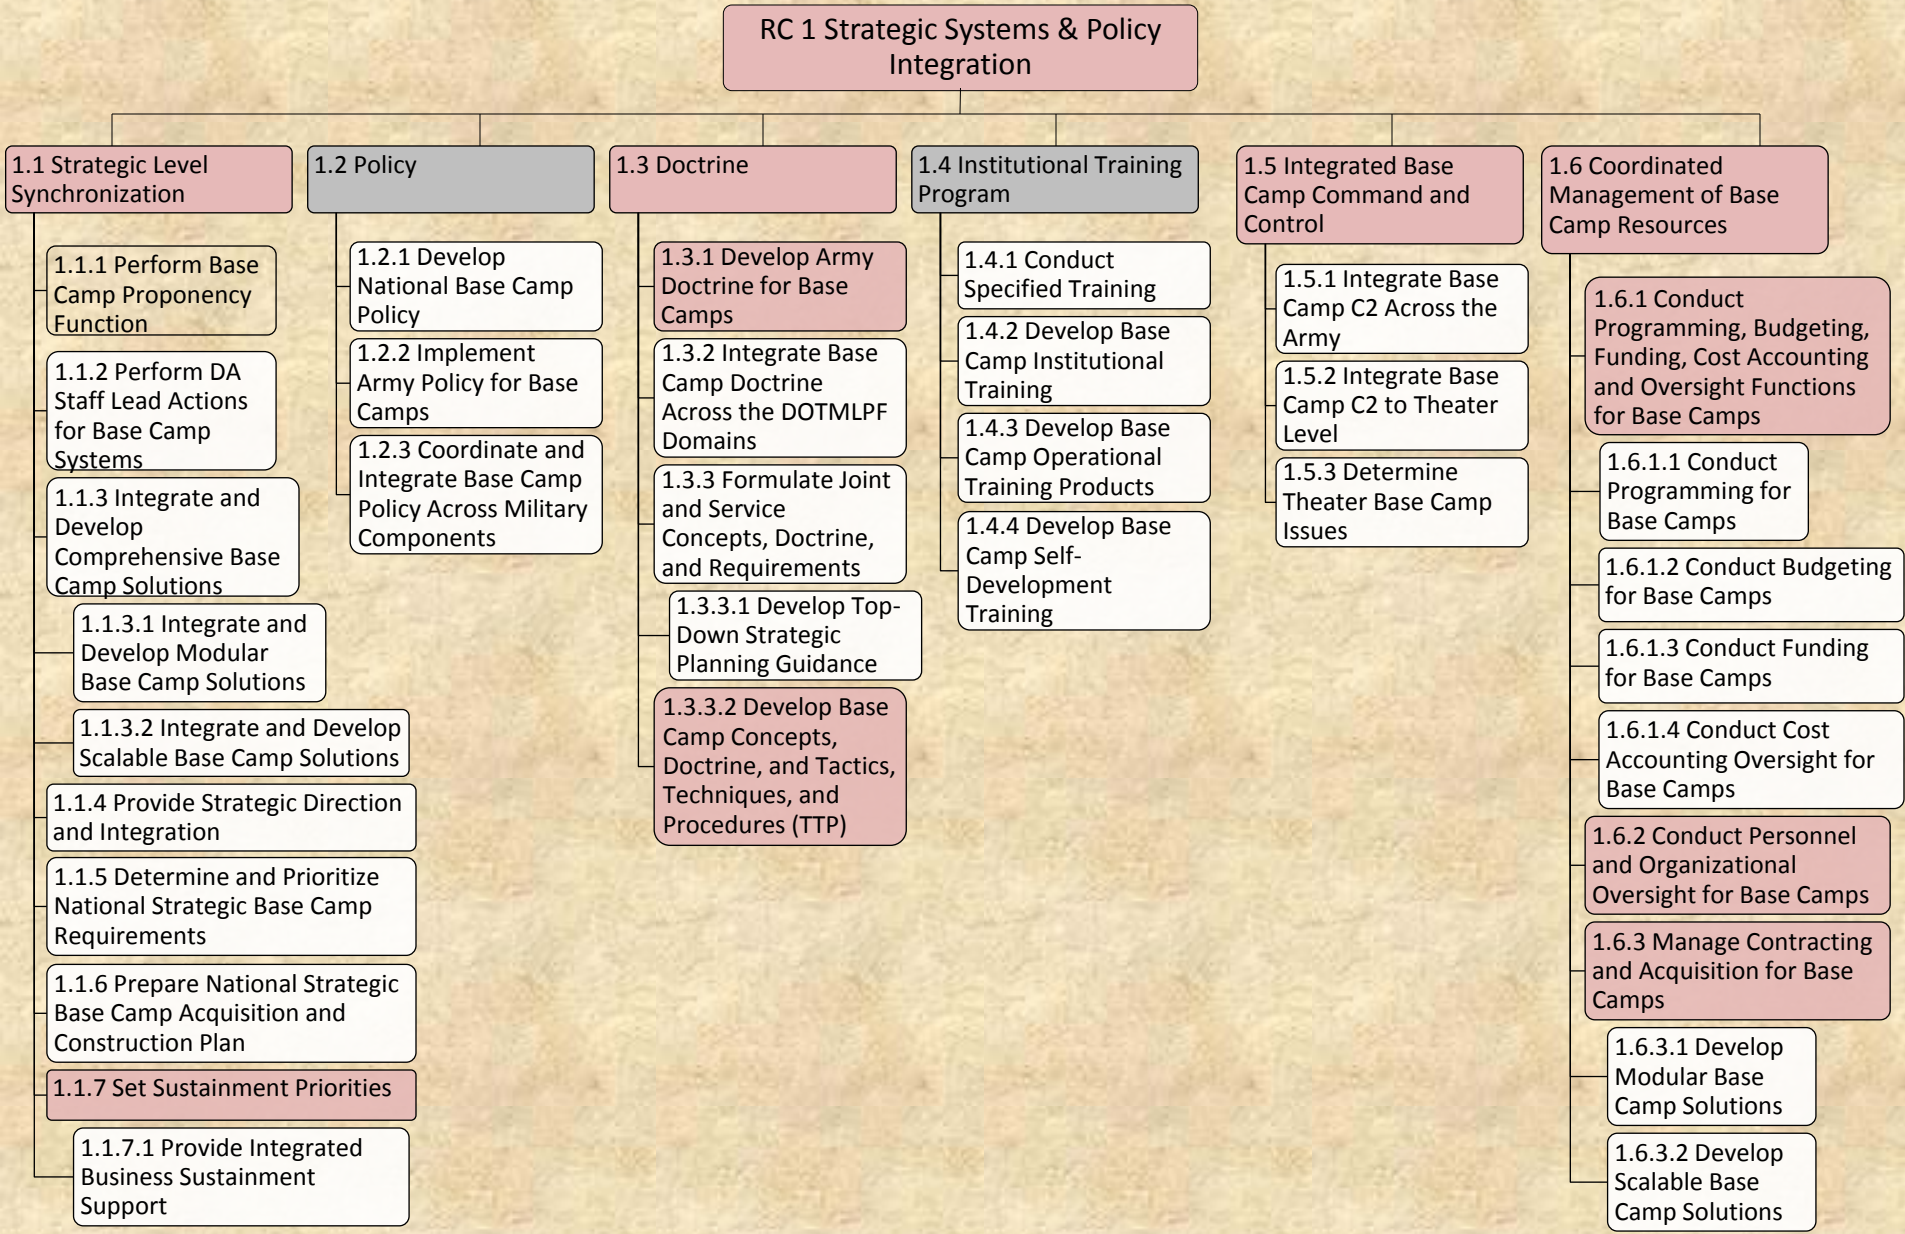 RC 1 Strategic Systems & Policy
Integration
1.1 Strategic Level
Synchronization
1.1.1 Perform Base
Camp Proponency
Function
1.1.2 Perform DA
Staff Lead Actions
for Base Camp
Systems
1.1.3 Integrate and
Develop
Comprehensive Base
Camp Solutions
1.1.3.1 Integrate and
Develop Modular
Base Camp Solutions
1.1.3.2 Integrate and Develop
Scalable Base Camp Solutions
1.1.4 Provide Strategic Direction
and Integration
1.1.5 Determine and Prioritize
National Strategic Base Camp
Requirements
1.1.6 Prepare National Strategic
Base Camp Acquisition and
Construction Plan
1.1.7 Set Sustainment Priorities
1.1.7.1 Provide Integrated
Business Sustainment
Support
1.2 Policy
1.2.1 Develop
National Base Camp
Policy
1.2.2 Implement
Army Policy for Base
Camps
1.2.3 Coordinate and
Integrate Base Camp
Policy Across Military
Components
1.3 Doctrine
1.3.1 Develop Army
Doctrine for Base
Camps
1.3.2 Integrate Base
Camp Doctrine
Across the DOTMLPF
Domains
1.3.3 Formulate Joint
and Service
Concepts, Doctrine,
and Requirements
1.3.3.1 Develop Top-
Down Strategic
Planning Guidance
1.3.3.2 Develop Base
Camp Concepts,
Doctrine, and Tactics,
Techniques, and
Procedures (TTP)
1.4 Institutional Training
Program
1.4.1 Conduct
Specified Training
1.4.2 Develop Base
Camp Institutional
Training
1.4.3 Develop Base
Camp Operational
Training Products
1.4.4 Develop Base
Camp Self-
Development
Training
1.5 Integrated Base
Camp Command and
Control
1.5.1 Integrate Base
Camp C2 Across the
Army
1.5.2 Integrate Base
Camp C2 to Theater
Level
1.5.3 Determine
Theater Base Camp
Issues
1.6 Coordinated
Management of Base
Camp Resources
1.6.1 Conduct
Programming, Budgeting,
Funding, Cost Accounting
and Oversight Functions
for Base Camps
1.6.1.1 Conduct
Programming for
Base Camps
1.6.1.2 Conduct Budgeting
for Base Camps
1.6.1.3 Conduct Funding
for Base Camps
1.6.1.4 Conduct Cost
Accounting Oversight for
Base Camps
1.6.2 Conduct Personnel
and Organizational
Oversight for Base Camps
1.6.3 Manage Contracting
and Acquisition for Base
Camps
1.6.3.1 Develop
Modular Base
Camp Solutions
1.6.3.2 Develop
Scalable Base
Camp Solutions